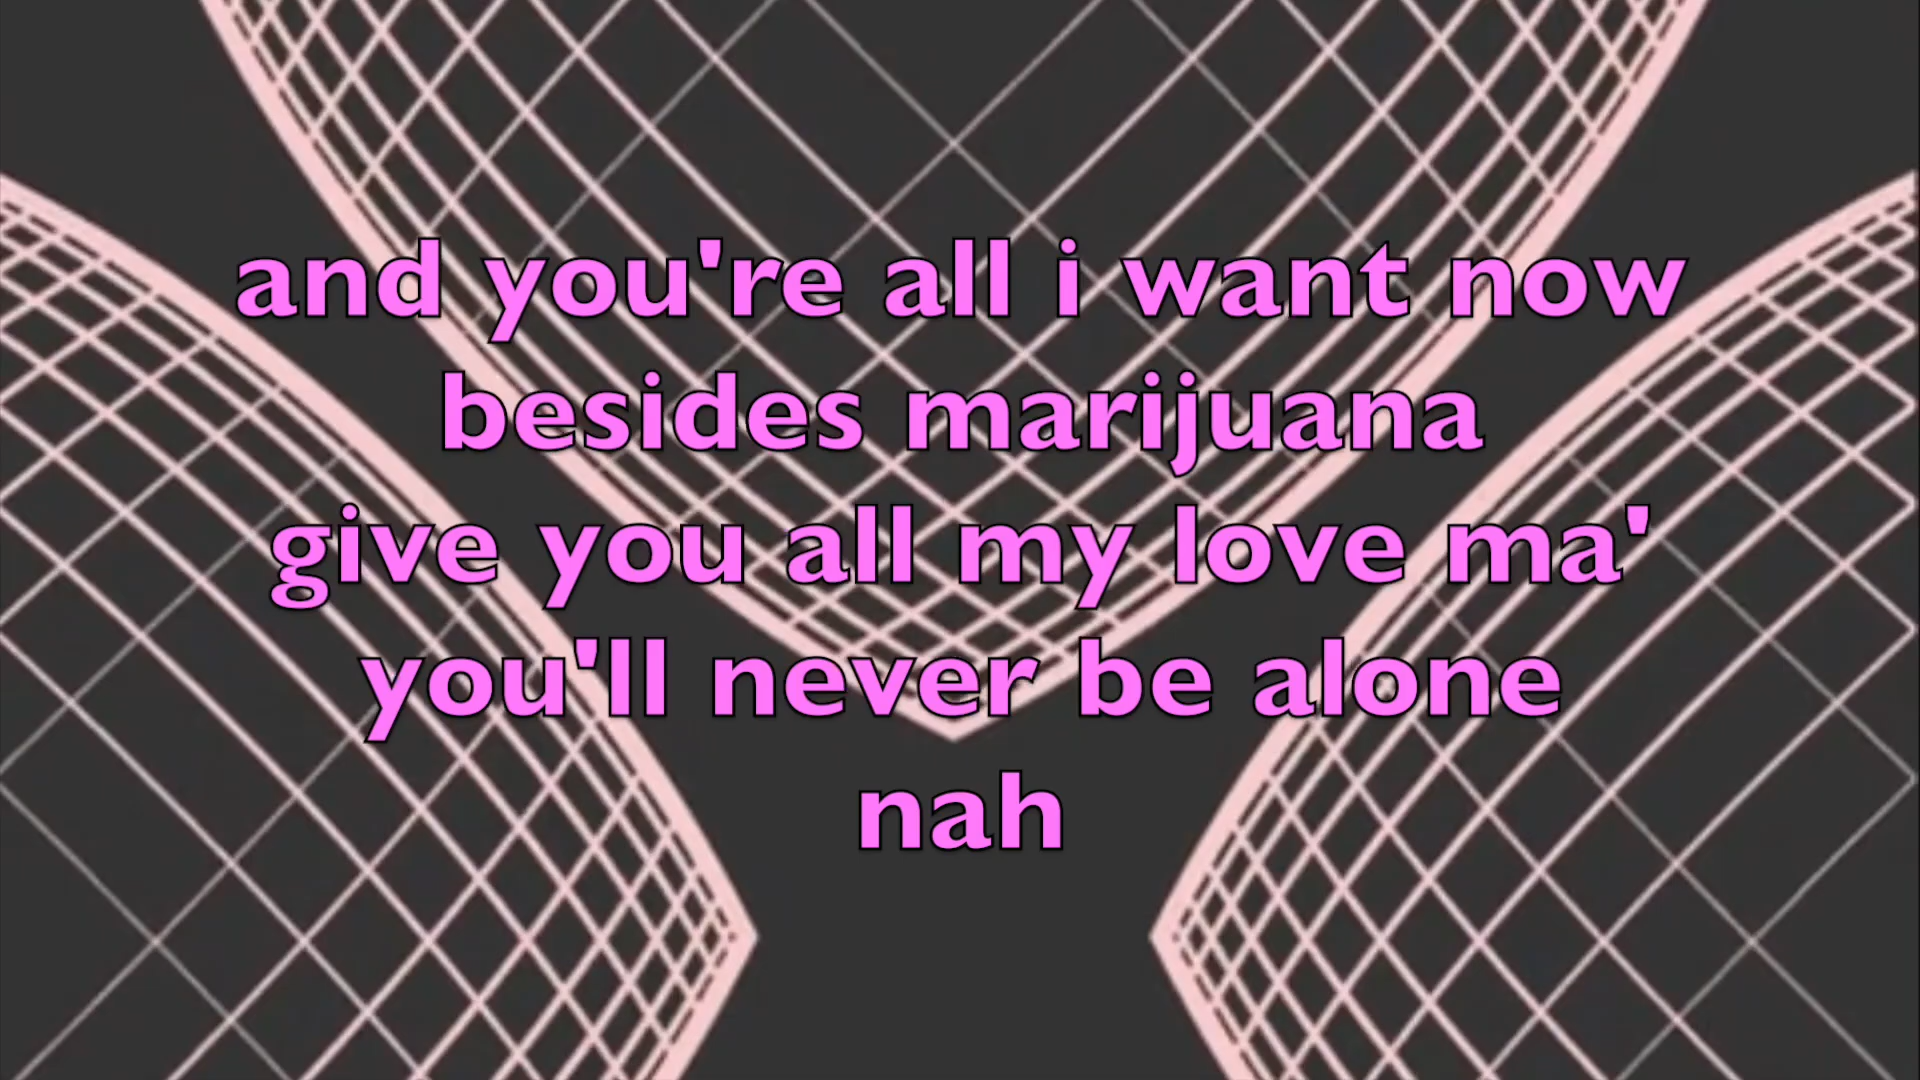 and you're all i want now
besides marijuana
give you all my love ma'
you'll never be alone
nah